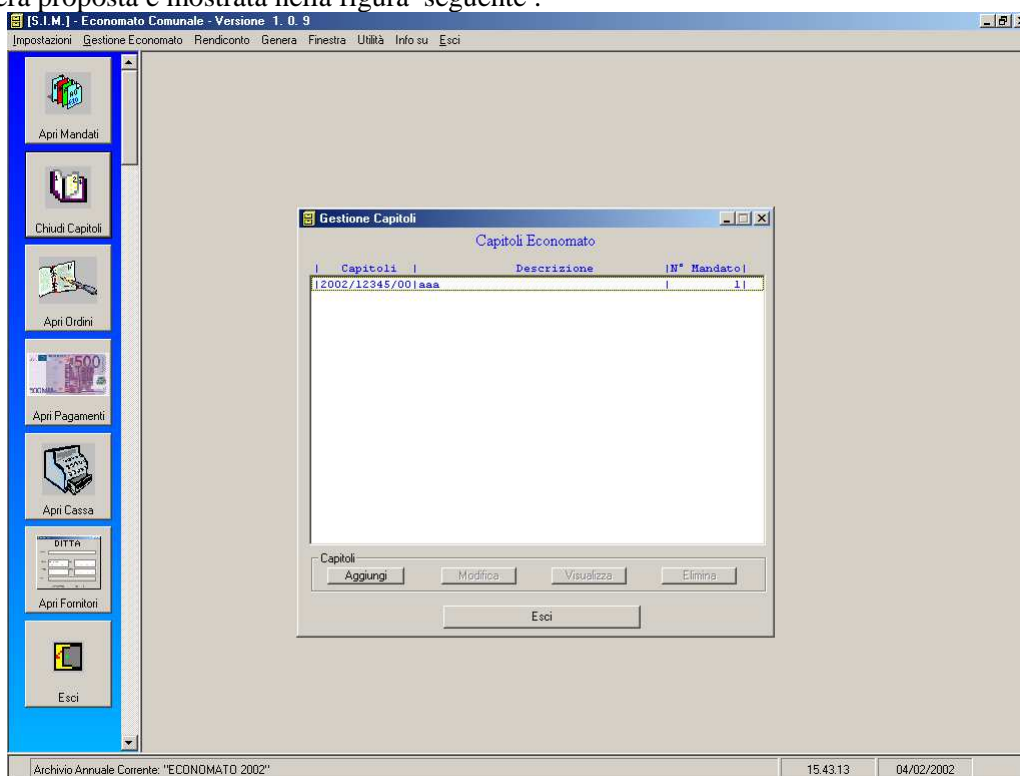 erà proposta è mostrata nella figura seguente :
[S.I.M.] - Economato Comunale - Versione 1. 0. 9
Impostazioni Gestione Economato Rendiconto Genera Finestra Utilità Info su Esci
Apri Mandati
Chiudi Capitoli
Apri Ordini
500
Apri Pagamenti
Apri Cassa
DITTA
Apri Fornitori
Esci
Gestione Capitoli
Capitoli Economato
| Capitoli | Descrizione |N° Mandato|
|2002/12345/00|aaa | 1|
Capitoli
Aggiungi Modifica Visualizza Elimina
Esci
Archivio Annuale Corrente: "ECONOMATO 2002" 15.43.13 04/02/2002